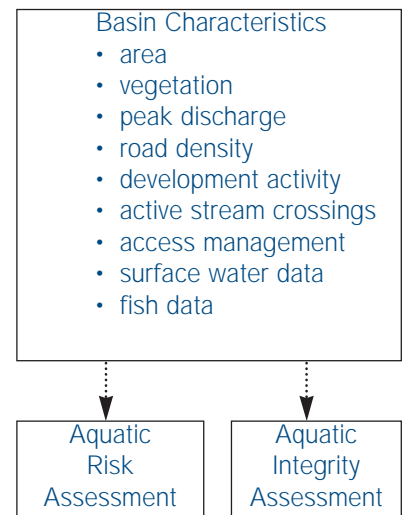 Basin Characteristics
• area
• vegetation
• peak discharge
• road density
• development activity
• active stream crossings
• access management
• surface water data
• fish data
Aquatic
Risk
Assessment
Aquatic
Integrity
Assessment